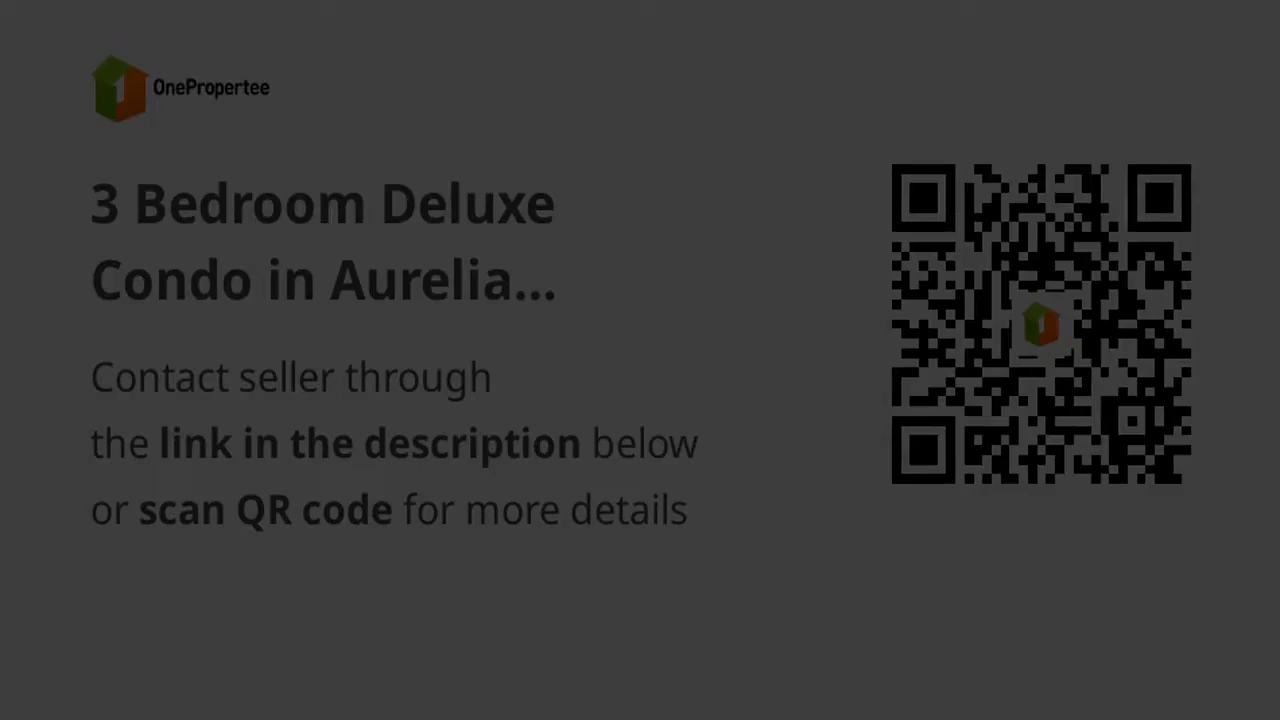 OnePropertee
3 Bedroom Deluxe
Condo in Aurelia...
Contact seller through
the link in the description below
or scan QR code for more details